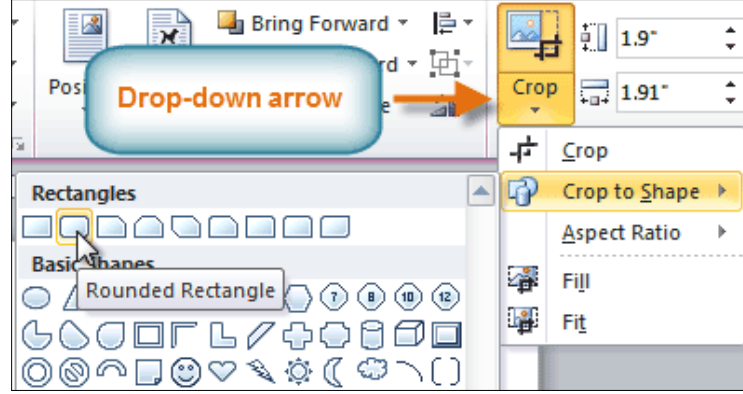 Bring Forward
1.9"
Posi
rd
Drop-down arrow
e
Crop
1.91"
Crop
Rectangles
Crop to Shape
Aspect Ratio
Basic Shapes
Rounded Rectangle
Fill
7
8
10
12
Fit